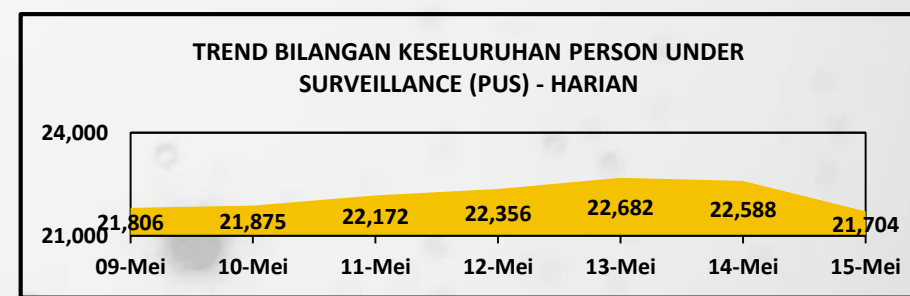 TREND BILANGAN KESELURUHAN PERSON UNDER
SURVEILLANCE (PUS) - HARIAN
24,000
21,000
21,806 21,875 22,172 22,356 22,682 22,588 21,704
09-Mei 10-Mei 11-Mei 12-Mei 13-Mei 14-Mei 15-Mei